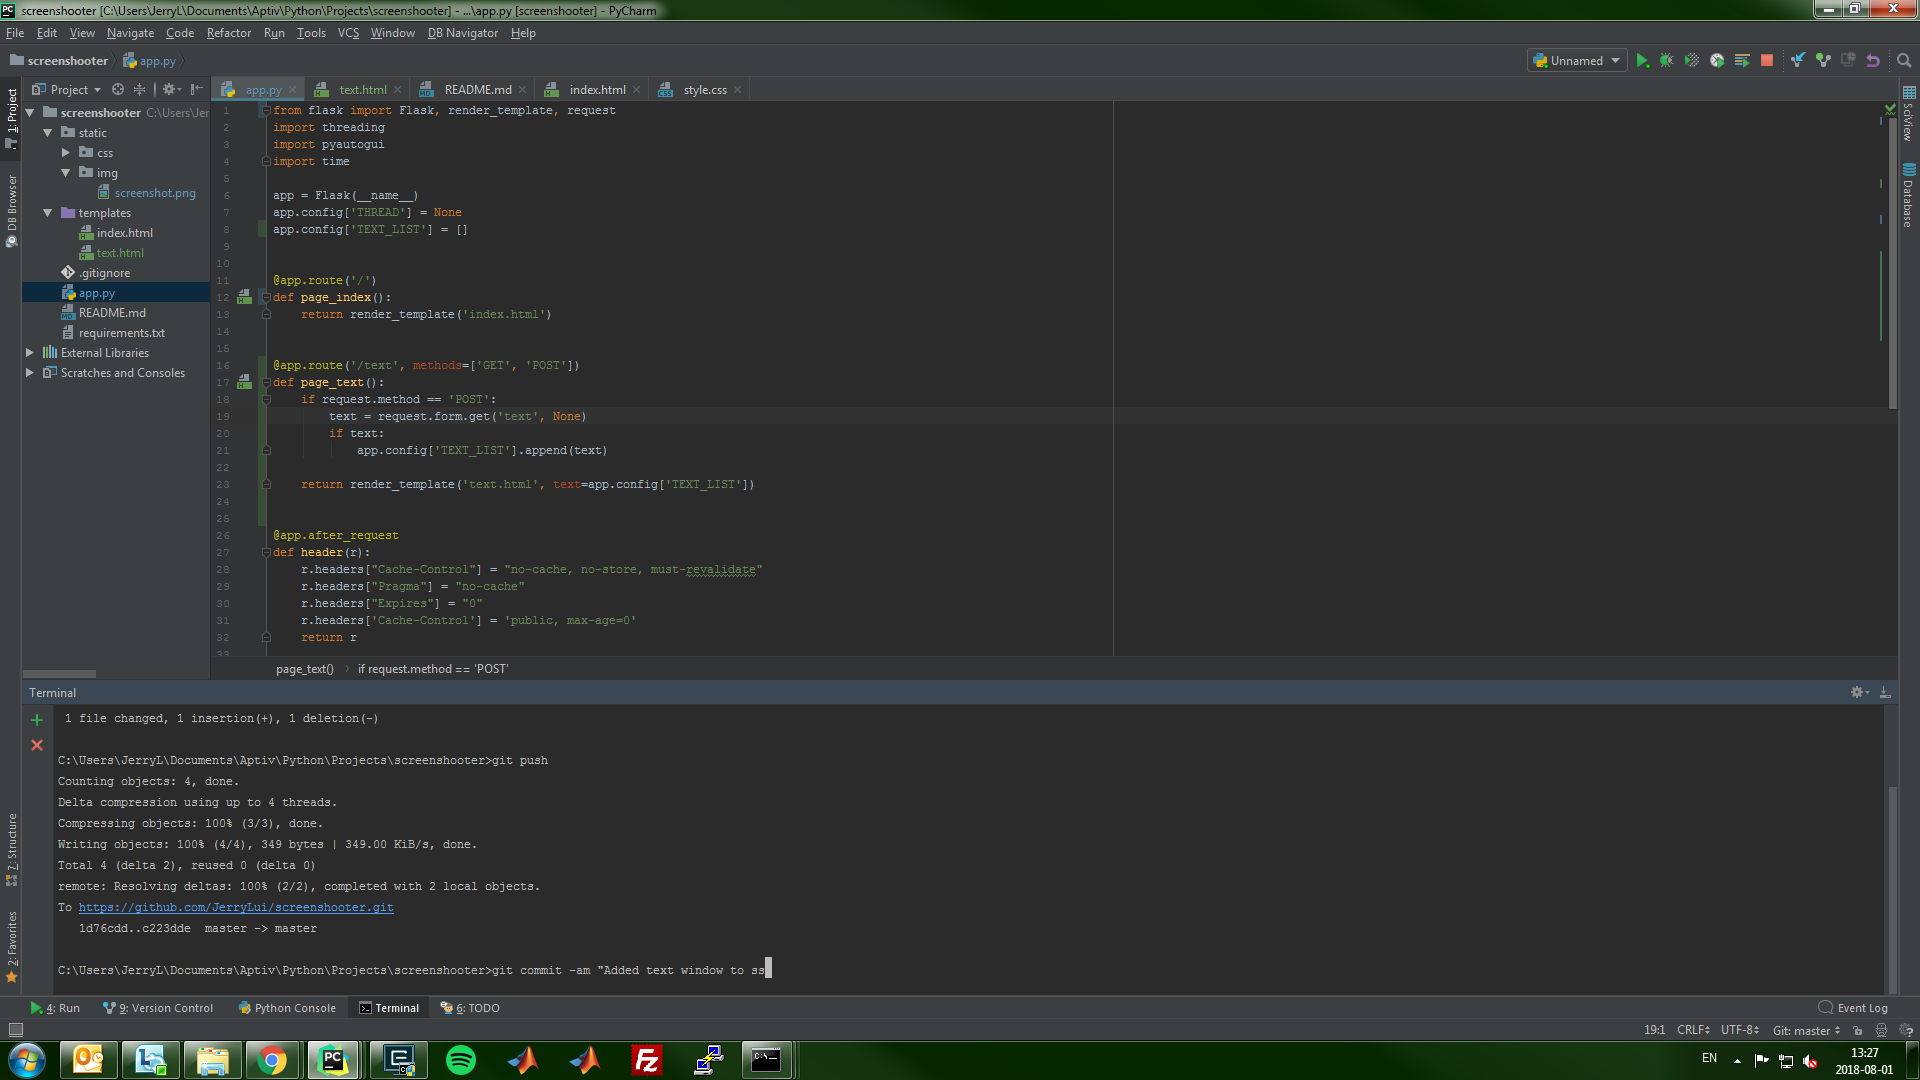 screenshooter [C:\Users\JerryL\Documents\Aptiv\Python\Projects\screenshooter] - ...\app.py [screenshooter] - PyCharm
File Edit View Navigate Code Refactor Run Tools VCS Window DB Navigator Help
screenshooter app.py Unnamed
Project
app.py text.html README.md index.html style.css
1: Project
DB Browser
7: Structure
2: Favorites
screenshooter C:\Users\Jer
static
css
img
screenshot.png
templates
index.html
text.html
.gitignore
app.py
README.md
requirements.txt
External Libraries
Scratches and Consoles
1 from flask import Flask, render_template, request
2 import threading
3 import pyautogui
4 import time
5
6 app = Flask(__name__)
7 app.config['THREAD'] = None
8 app.config['TEXT_LIST'] = []
9
10
11 @app.route('/')
12 def page_index():
13 return render_template('index.html')
14
15
16 @app.route('/text', methods=['GET', 'POST'])
17 def page_text():
18 if request.method == 'POST':
19 text = request.form.get('text', None)
20 if text:
21 app.config['TEXT_LIST'].append(text)
22
23 return render_template('text.html', text=app.config['TEXT_LIST'])
24
25
26 @app.after_request
27 def header(r):
28 r.headers["Cache-Control"] = "no-cache, no-store, must-revalidate"
29 r.headers["Pragma"] = "no-cache"
30 r.headers["Expires"] = "0"
31 r.headers['Cache-Control'] = 'public, max-age=0'
32 return r
33
SciView
Database
page_text() if request.method == 'POST'
Terminal
1 file changed, 1 insertion(+), 1 deletion(-)
C:\Users\JerryL\Documents\Aptiv\Python\Projects\screenshooter>git push
Counting objects: 4, done.
Delta compression using up to 4 threads.
Compressing objects: 100% (3/3), done.
Writing objects: 100% (4/4), 349 bytes | 349.00 KiB/s, done.
Total 4 (delta 2), reused 0 (delta 0)
remote: Resolving deltas: 100% (2/2), completed with 2 local objects.
To https://github.com/JerryLui/screenshooter.git
1d76cdd..c223dde master -> master
C:\Users\JerryL\Documents\Aptiv\Python\Projects\screenshooter>git commit -am "Added text window to ss
4: Run 9: Version Control Python Console Terminal 6: TODO Event Log
19:1 CRLF UTF-8 Git: master
EN 13:27
2018-08-01